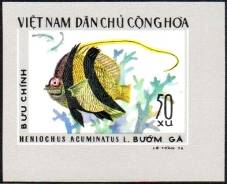 VIỆT NAM DÂN CHỦ CỘNG HÒA
BƯU CHÍNH
50
XU
HENIOCHUS ACUMINATUS L. BƯỚM GÀ